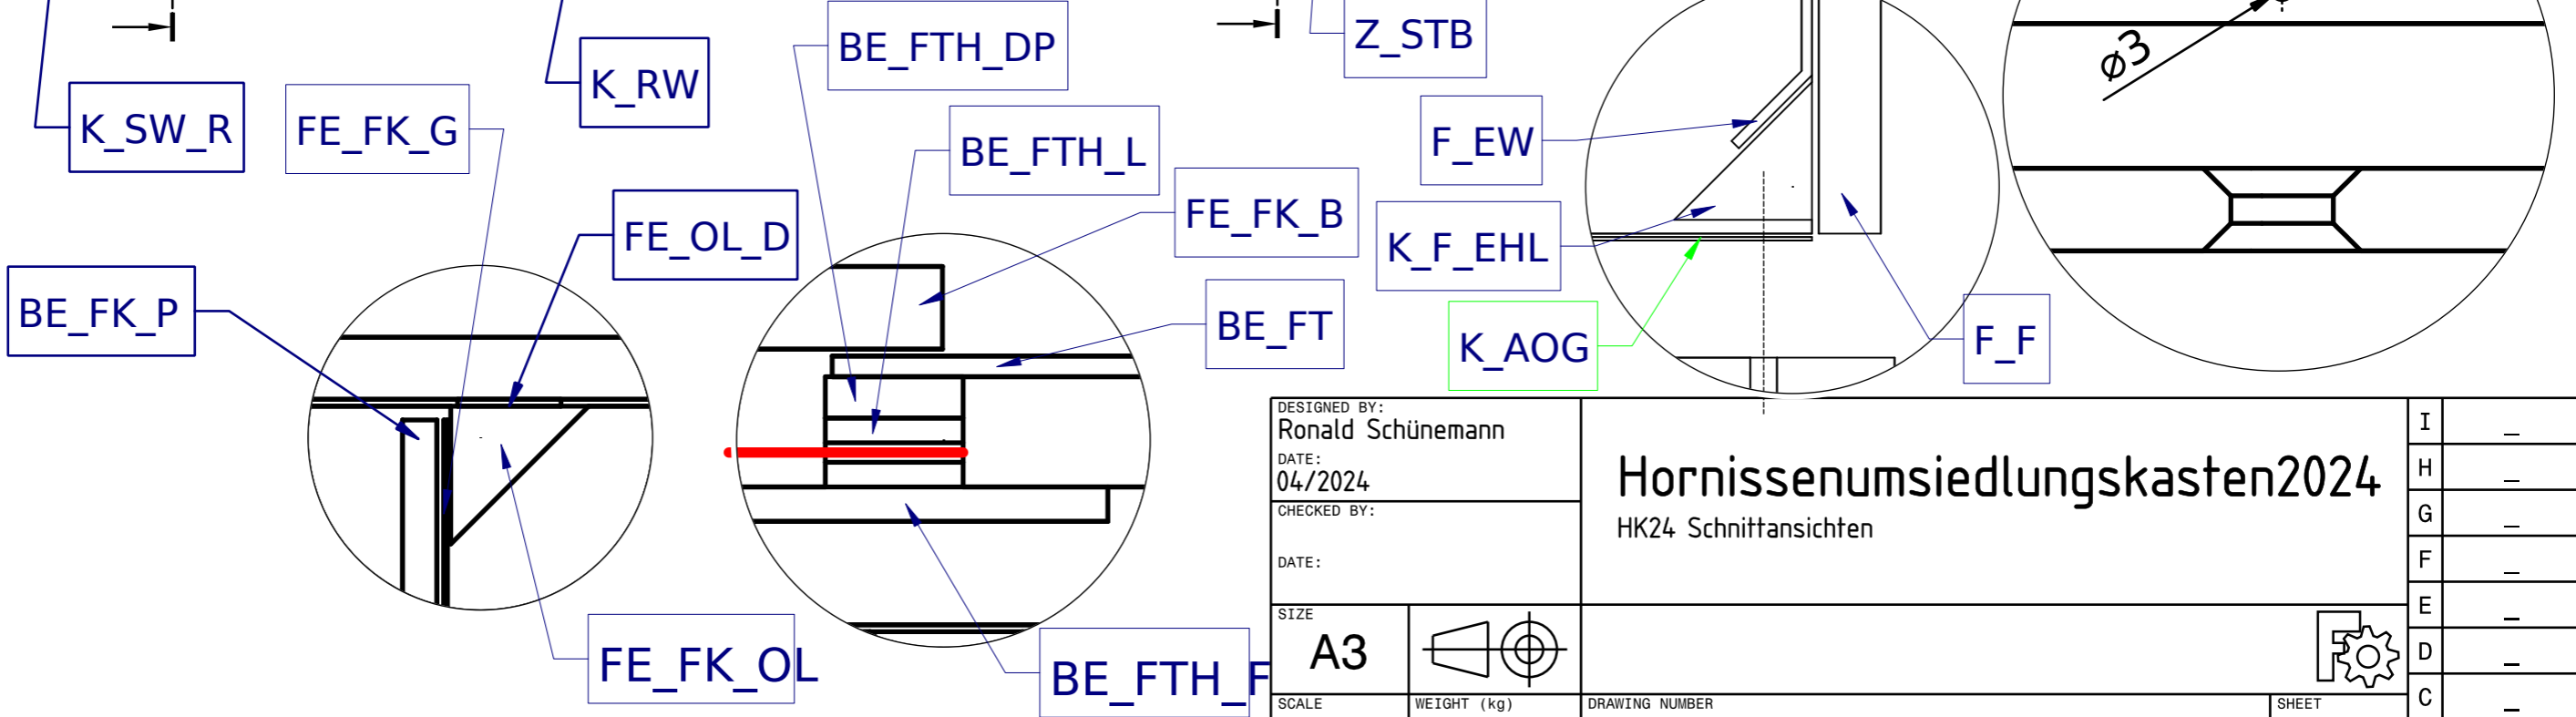 BE_FTH_DP
Z_STB
K_RW
K_SW_R
FE_FK_G
BE_FTH_L
F_EW
ø3
FE_FK_B
FE_OL_D
K_F_EHL
BE_FK_P
BE_FT
K_AOG
F_F
FE_FK_OL
BE_FTH_F
DESIGNED BY:
Ronald Schünemann
DATE:
04/2024
CHECKED BY:
DATE:
Hornissenumsiedlungskasten2024
HK24 Schnittansichten
SIZE
A3
SCALE
WEIGHT (kg)
DRAWING NUMBER
SHEET
I _
H _
G _
F _
E _
D _
C _